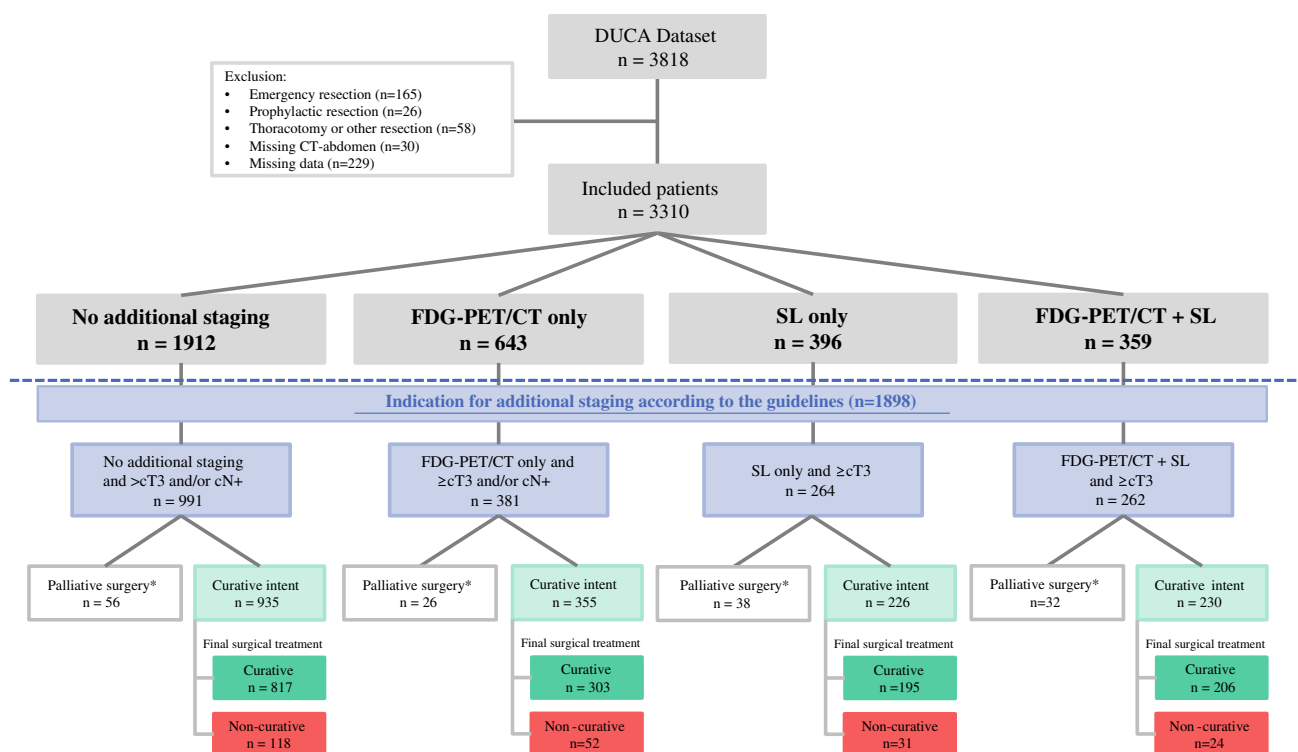 DUCA Dataset
n = 3818
Exclusion:
• Emergency resection (n=165)
• Prophylactic resection (n=26)
• Thoracotomy or other resection (n=58)
• Missing CT-abdomen (n=30)
• Missing data (n=229)
Included patients
n = 3310
No additional staging
n = 1912
FDG-PET/CT only
n = 643
SL only
n = 396
FDG-PET/CT + SL
n = 359
Indication for additional staging according to the guidelines (n=1898)
No additional staging
and >cT3 and/or cN+
n = 991
FDG-PET/CT only and
≥cT3 and/or cN+
n = 381
SL only and ≥cT3
n = 264
FDG-PET/CT + SL
and ≥cT3
n = 262
Palliative surgery*
n = 56
Curative intent
n = 935
Palliative surgery*
n = 26
Curative intent
n = 355
Palliative surgery*
n = 38
Curative intent
n = 226
Palliative surgery*
n=32
Curative intent
n = 230
Final surgical treatment
Curative
n = 817
Non-curative
n = 118
Final surgical treatment
Curative
n = 303
Non-curative
n=52
Final surgical treatment
Curative
n =195
Non-curative
n=31
Final surgical treatment
Curative
n = 206
Non-curative
n=24